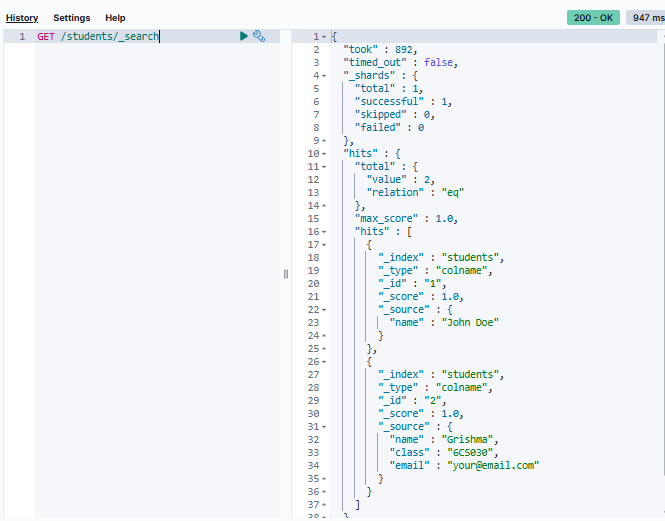 History Settings Help 200 - OK 947 ms
1 GET /students/_search
1 {
2 "took" : 892,
3 "timed_out" : false,
4 "_shards" : {
5 "total" : 1,
6 "successful" : 1,
7 "skipped" : 0,
8 "failed" : 0
9 },
10 "hits" : {
11 "total" : {
12 "value" : 2,
13 "relation" : "eq"
14 },
15 "max_score" : 1.0,
16 "hits" : [
17 {
18 "_index" : "students",
19 "_type" : "colname",
20 "_id" : "1",
21 "_score" : 1.0,
22 "_source" : {
23 "name" : "John Doe"
24 }
25 },
26 {
27 "_index" : "students",
28 "_type" : "colname",
29 "_id" : "2",
30 "_score" : 1.0,
31 "_source" : {
32 "name" : "Grishma",
33 "class" : "6CS030",
34 "email" : "your@email.com"
35 }
36 }
37 ]
38 }